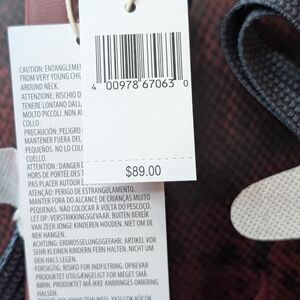 CAUTION: ENTANGLEME
FROM VERY YOUNG CHI
AROUND NECK.
ATTENZIONE: RISCHIO D
TENERE LONTANO DALL
MOLTO PICCOLI. NON A
COLLO.
PRECAUCIÓN: PELIGRO
MANTENER FUERA DEL
PEQUEÑOS. NO LO COL
CUELLO.
ATTENTION : DANGER D
HORS DE PORTÉE DES T
PAS PLACER AUTOUR D
ATENÇÃO: PERIGO DE ESTRANGULAMENTO.
MANTER FORA DO ALCANCE DE CRIANÇAS MUITO
PEQUENAS. NÃO COLOCAR À VOLTA DO PESCOÇO.
LET OP: VERSTRIKKINGSGEVAAR. BUITEN BEREIK
VAN ZEER JONGE KINDEREN HOUDEN. NIET OM DE
NEK HANGEN.
ACHTUNG: ERDROSSELUNGSGEFAHR. ARTIKEL VOR
SEHR KLEINEN KINDERN FERN HALTEN. NICHT UM
DEN HALS LEGEN.
FORSIGTIG: RISIKO FOR INDFILTRING. OPBEVAR
PRODUKTET UTILGÆNGELIGT FOR MEGET SMÅ
BØRN. PRODUKTET MÅ IKKE ANBRINGES OMKRING
HALSEN.
4 00978 67063 0
$89.00